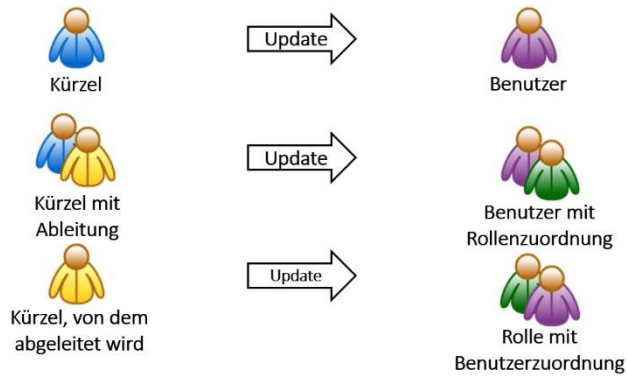 Update
Kürzel
Benutzer
Update
Kürzel mit
Ableitung
Benutzer mit
Rollenzuordnung
Update
Kürzel, von dem
abgeleitet wird
Rolle mit
Benutzerzuordnung